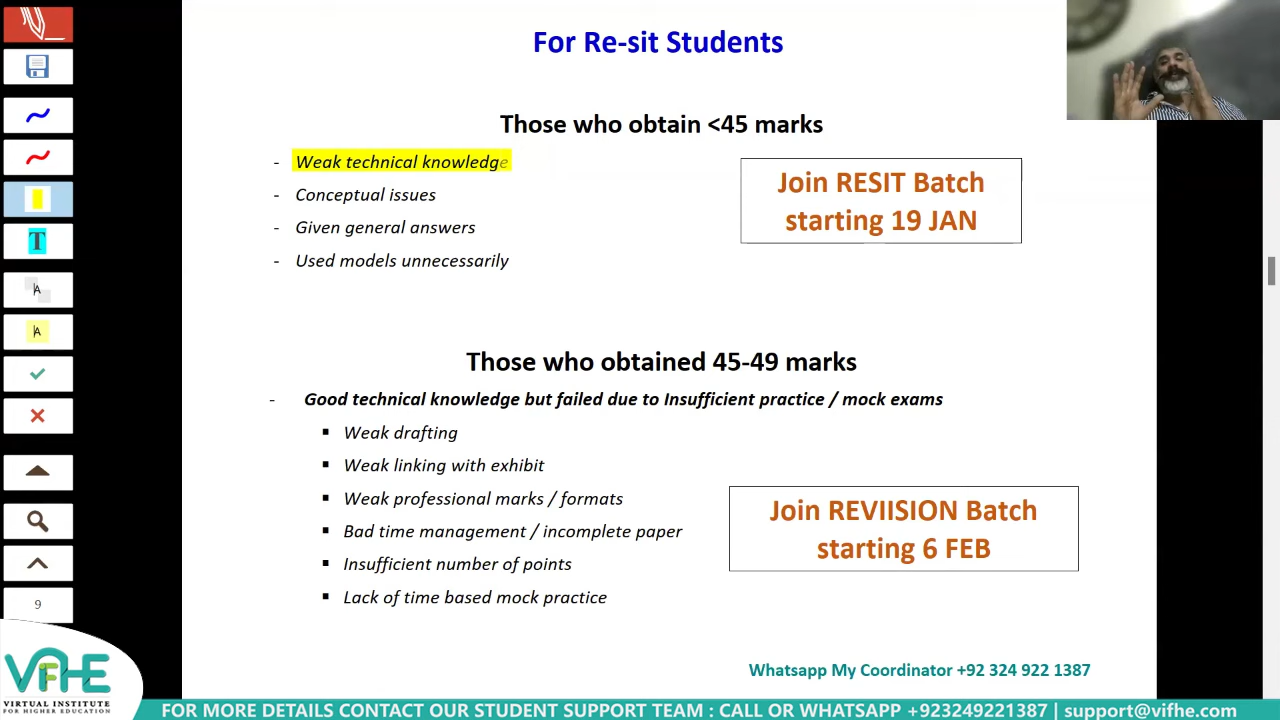 For Re-sit Students
Those who obtain <45 marks
- Weak technical knowledge
- Conceptual issues
- Given general answers
- Used models unnecessarily
Join RESIT Batch
starting 19 JAN
Those who obtained 45-49 marks
- Good technical knowledge but failed due to Insufficient practice / mock exams
▪ Weak drafting
▪ Weak linking with exhibit
▪ Weak professional marks / formats
▪ Bad time management / incomplete paper
▪ Insufficient number of points
▪ Lack of time based mock practice
Join REVIISION Batch
starting 6 FEB
Whatsapp My Coordinator +92 324 922 1387
T
A
A
9
VIFHE
VIRTUAL INSTITUTE
FOR HIGHER EDUCATION
FOR MORE DETAILS CONTACT OUR STUDENT SUPPORT TEAM : CALL OR WHATSAPP +923249221387 | support@vifhe.com